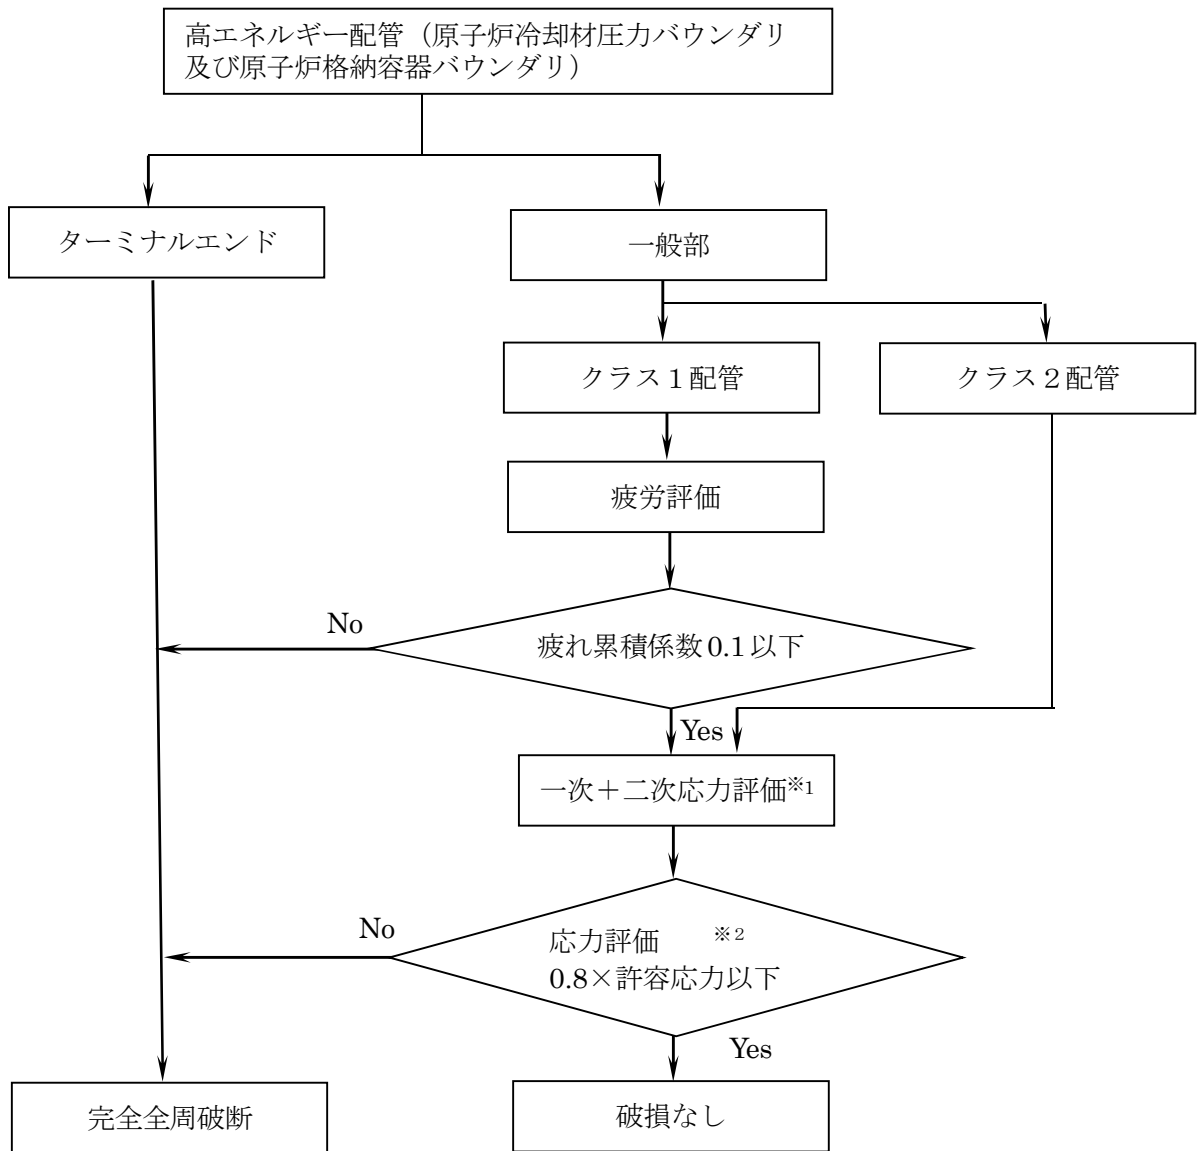 高エネルギー配管（原子炉冷却材圧力バウンダリ
及び原子炉格納容器バウンダリ）
ターミナルエンド
一般部
クラス１配管
クラス２配管
疲労評価
No
疲れ累積係数 0.1 以下
Yes
一次＋二次応力評価※1
No
応力評価 ※2
0.8×許容応力以下
Yes
完全全周破断
破損なし